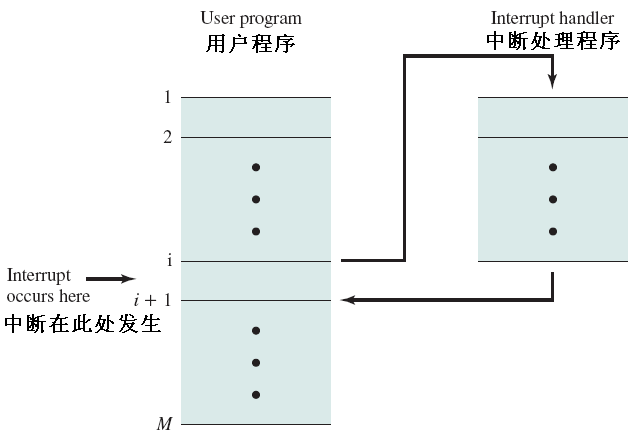 User program
用户程序
Interrupt handler
中断处理程序
1
2
i
Interrupt
occurs here
i + 1
中断在此处发生
M